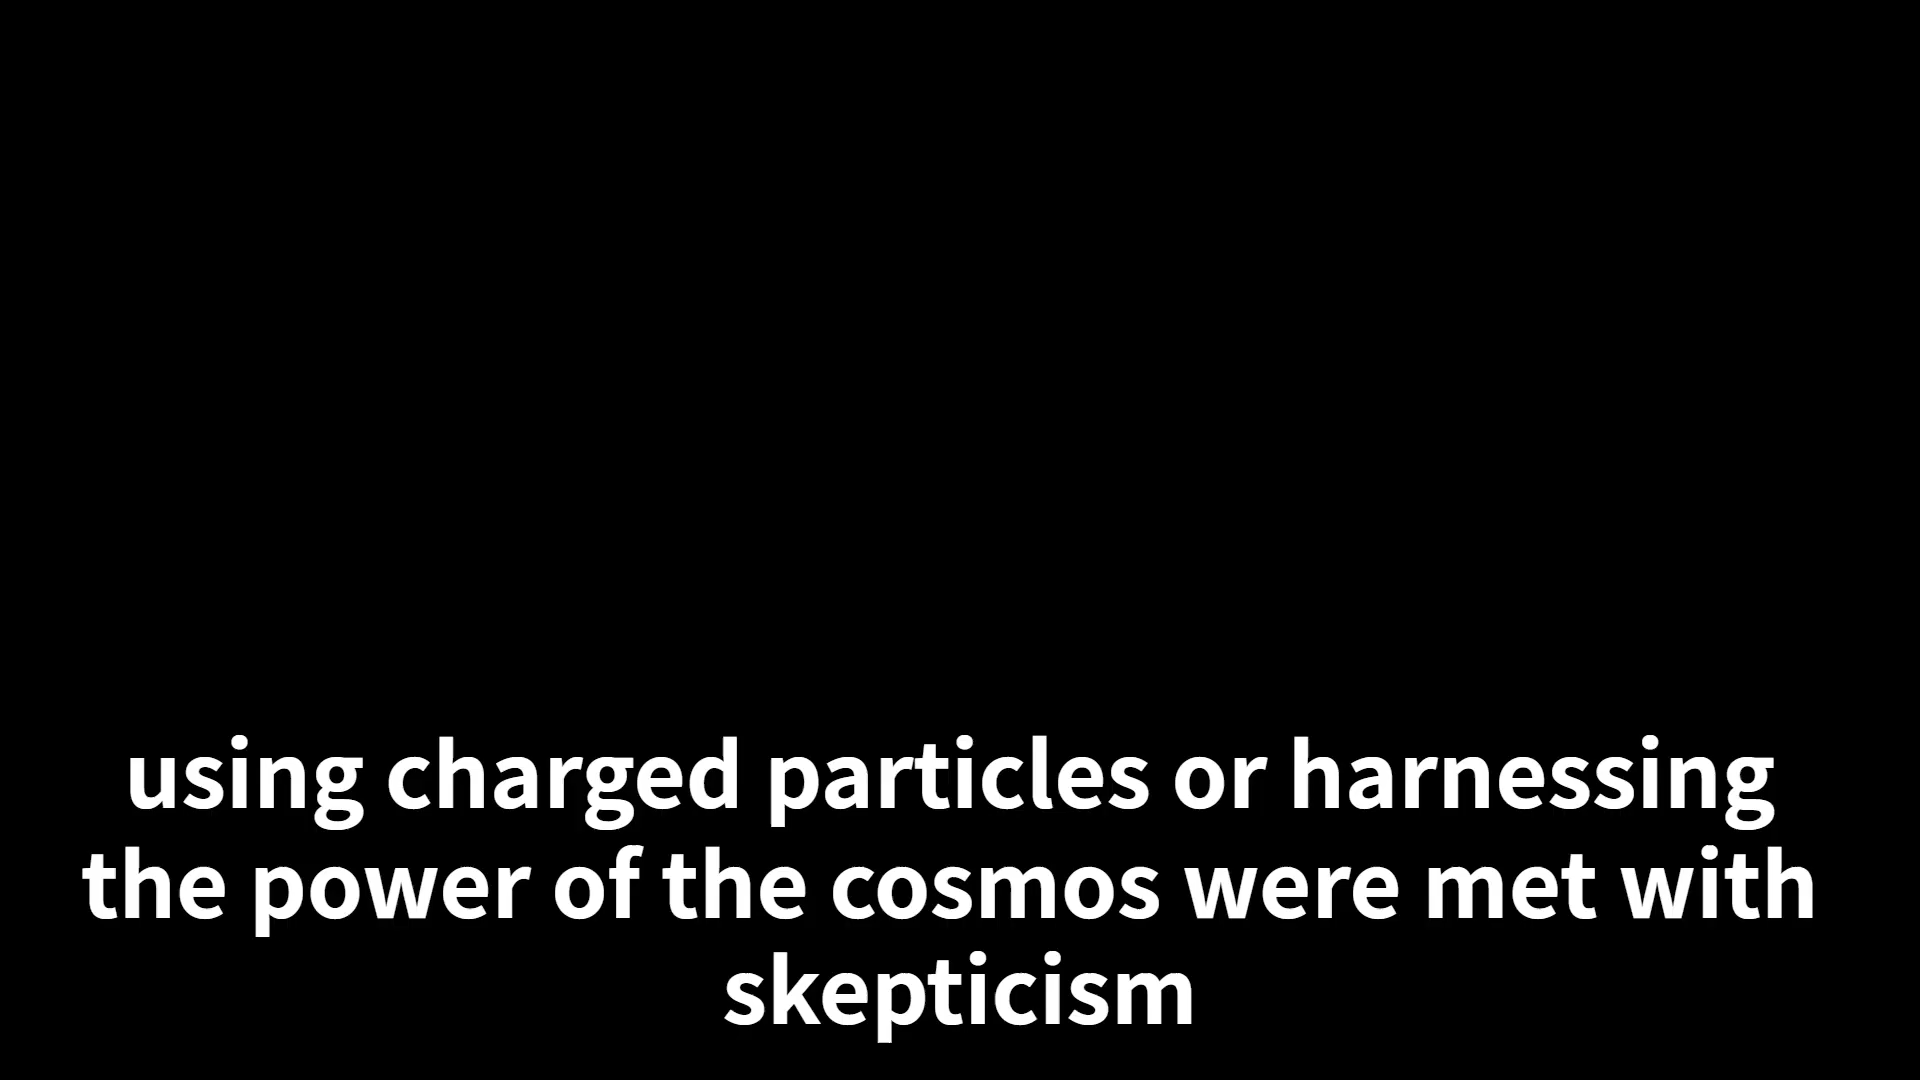 using charged particles or harnessing
the power of the cosmos were met with
skepticism